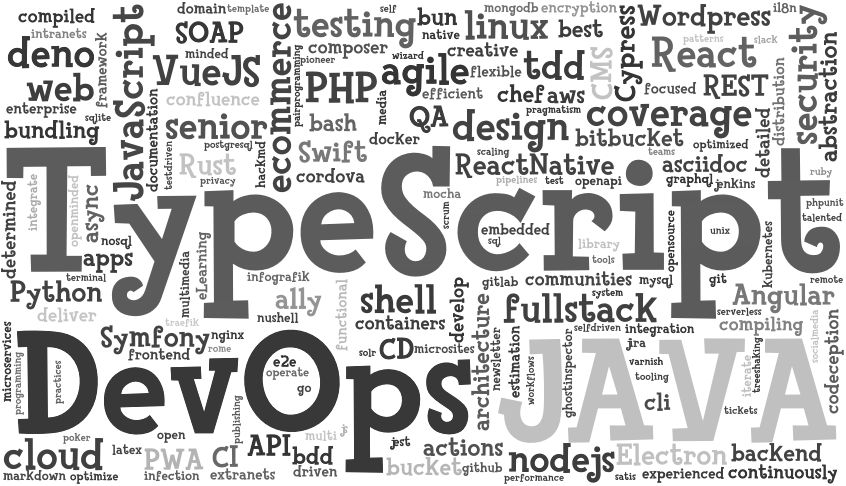 compiled
domain
template
self
mongodb
encryption
Wordpress
il8n
intranets
SOAP
testing
bun
linux
best
native
patterns
slack
deno
framework
JavaScript
minded
composer
wizard
creative
CMS
Cypress
React
security
VueJS
ecommerce
pairprogramming
pioneer
PHP
agile
flexible
tdd
web
confluence
media
efficient
chef
aws
focused
REST
distribution
abstraction
enterprise
sqlite
documentation
pragmatism
bundling
senior
bash
QA
design
coverage
detailed
postgresql
docker
bitbucket
optimized
testdriven
Rust
hackmd
Swift
scaling
teams
ReactNative
asciidoc
privacy
cordova
pipelines
test
openapi
graphql
jenkins
ruby
TypeScript
determined
integrate
openminded
async
mocha
scrum
phpunit
talented
nosql
embedded
sql
library
tools
opensource
unix
kubernetes
apps
multimedia
eLearning
terminal
infografiK
gitlab
communities
mysql
git
remote
Python
ally
functional
shell
develop
system
fullstack
serverless
Angular
deliver
traefik
nushell
containers
architecture
selfdriven
integration
compiling
socialmedia
codeception
microservices
Symfony
nginx
newsletter
estimation
ghostinspector
jra
frontend
rome
solr
CD
microsites
DevOps
programming
practices
e2e
operate
go
workflows
varnish
tooling
iterate
treeshaking
JAVA
cli
tickets
publishing
poker
open
multi
jr
cloud
latex
PWA
CI
API
bdd
jest
actions
nodejs
Electron
backend
markdown
optimize
infection
extranets
driven
bucket
github
performance
satis
experienced
continuously